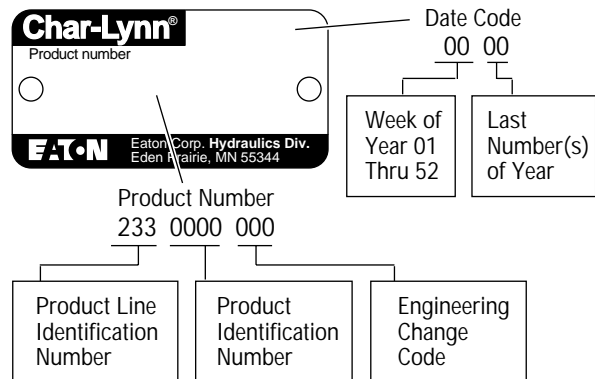 Char-Lynn®
Product number
EATON Eaton Corp. Hydraulics Div.
Eden Prairie, MN 55344
Date Code
00 00
Week of
Year 01
Thru 52
Last
Number(s)
of Year
Product Number
233 0000 000
Product Line
Identification
Number
Product
Identification
Number
Engineering
Change
Code